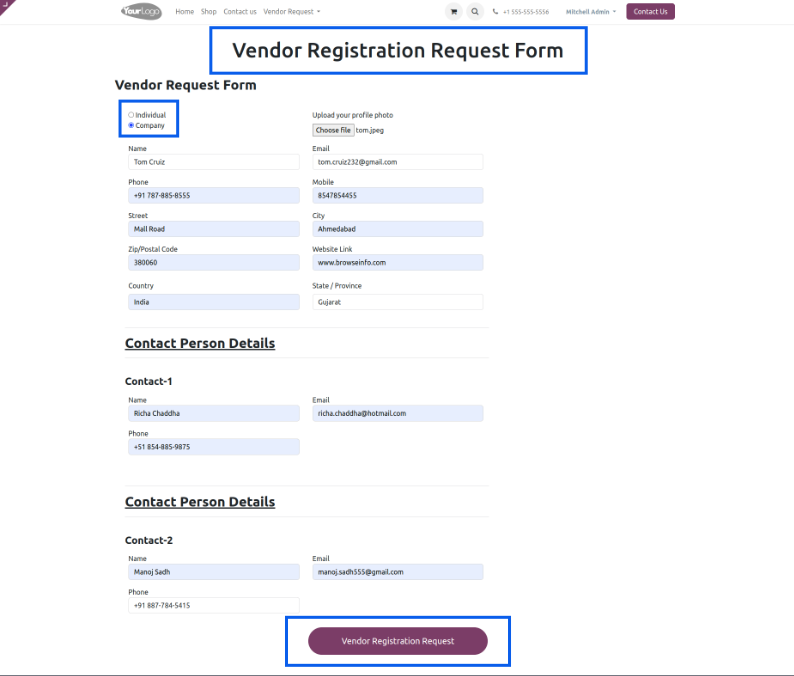 YourLogo Home Shop Contact us Vendor Request +1 555-555-5556 Mitchell Admin Contact Us
Vendor Registration Request Form
Vendor Request Form
Individual
Company
Upload your profile photo
Choose file tom.jpeg
Name Email
Tom Cruiz tom.cruiz232@gmail.com
Phone Mobile
+91 787-885-8555 8547854455
Street City
Mall Road Ahmedabad
Zip/Postal Code Website Link
380060 www.browseinfo.com
Country State / Province
India Gujarat
Contact Person Details
Contact-1
Name Email
Richa Chaddha richa.chaddha@hotmail.com
Phone
+51 854-885-9875
Contact Person Details
Contact-2
Name Email
Manoj Sadh manoj.sadh555@gmail.com
Phone
+91 887-784-5415
Vendor Registration Request